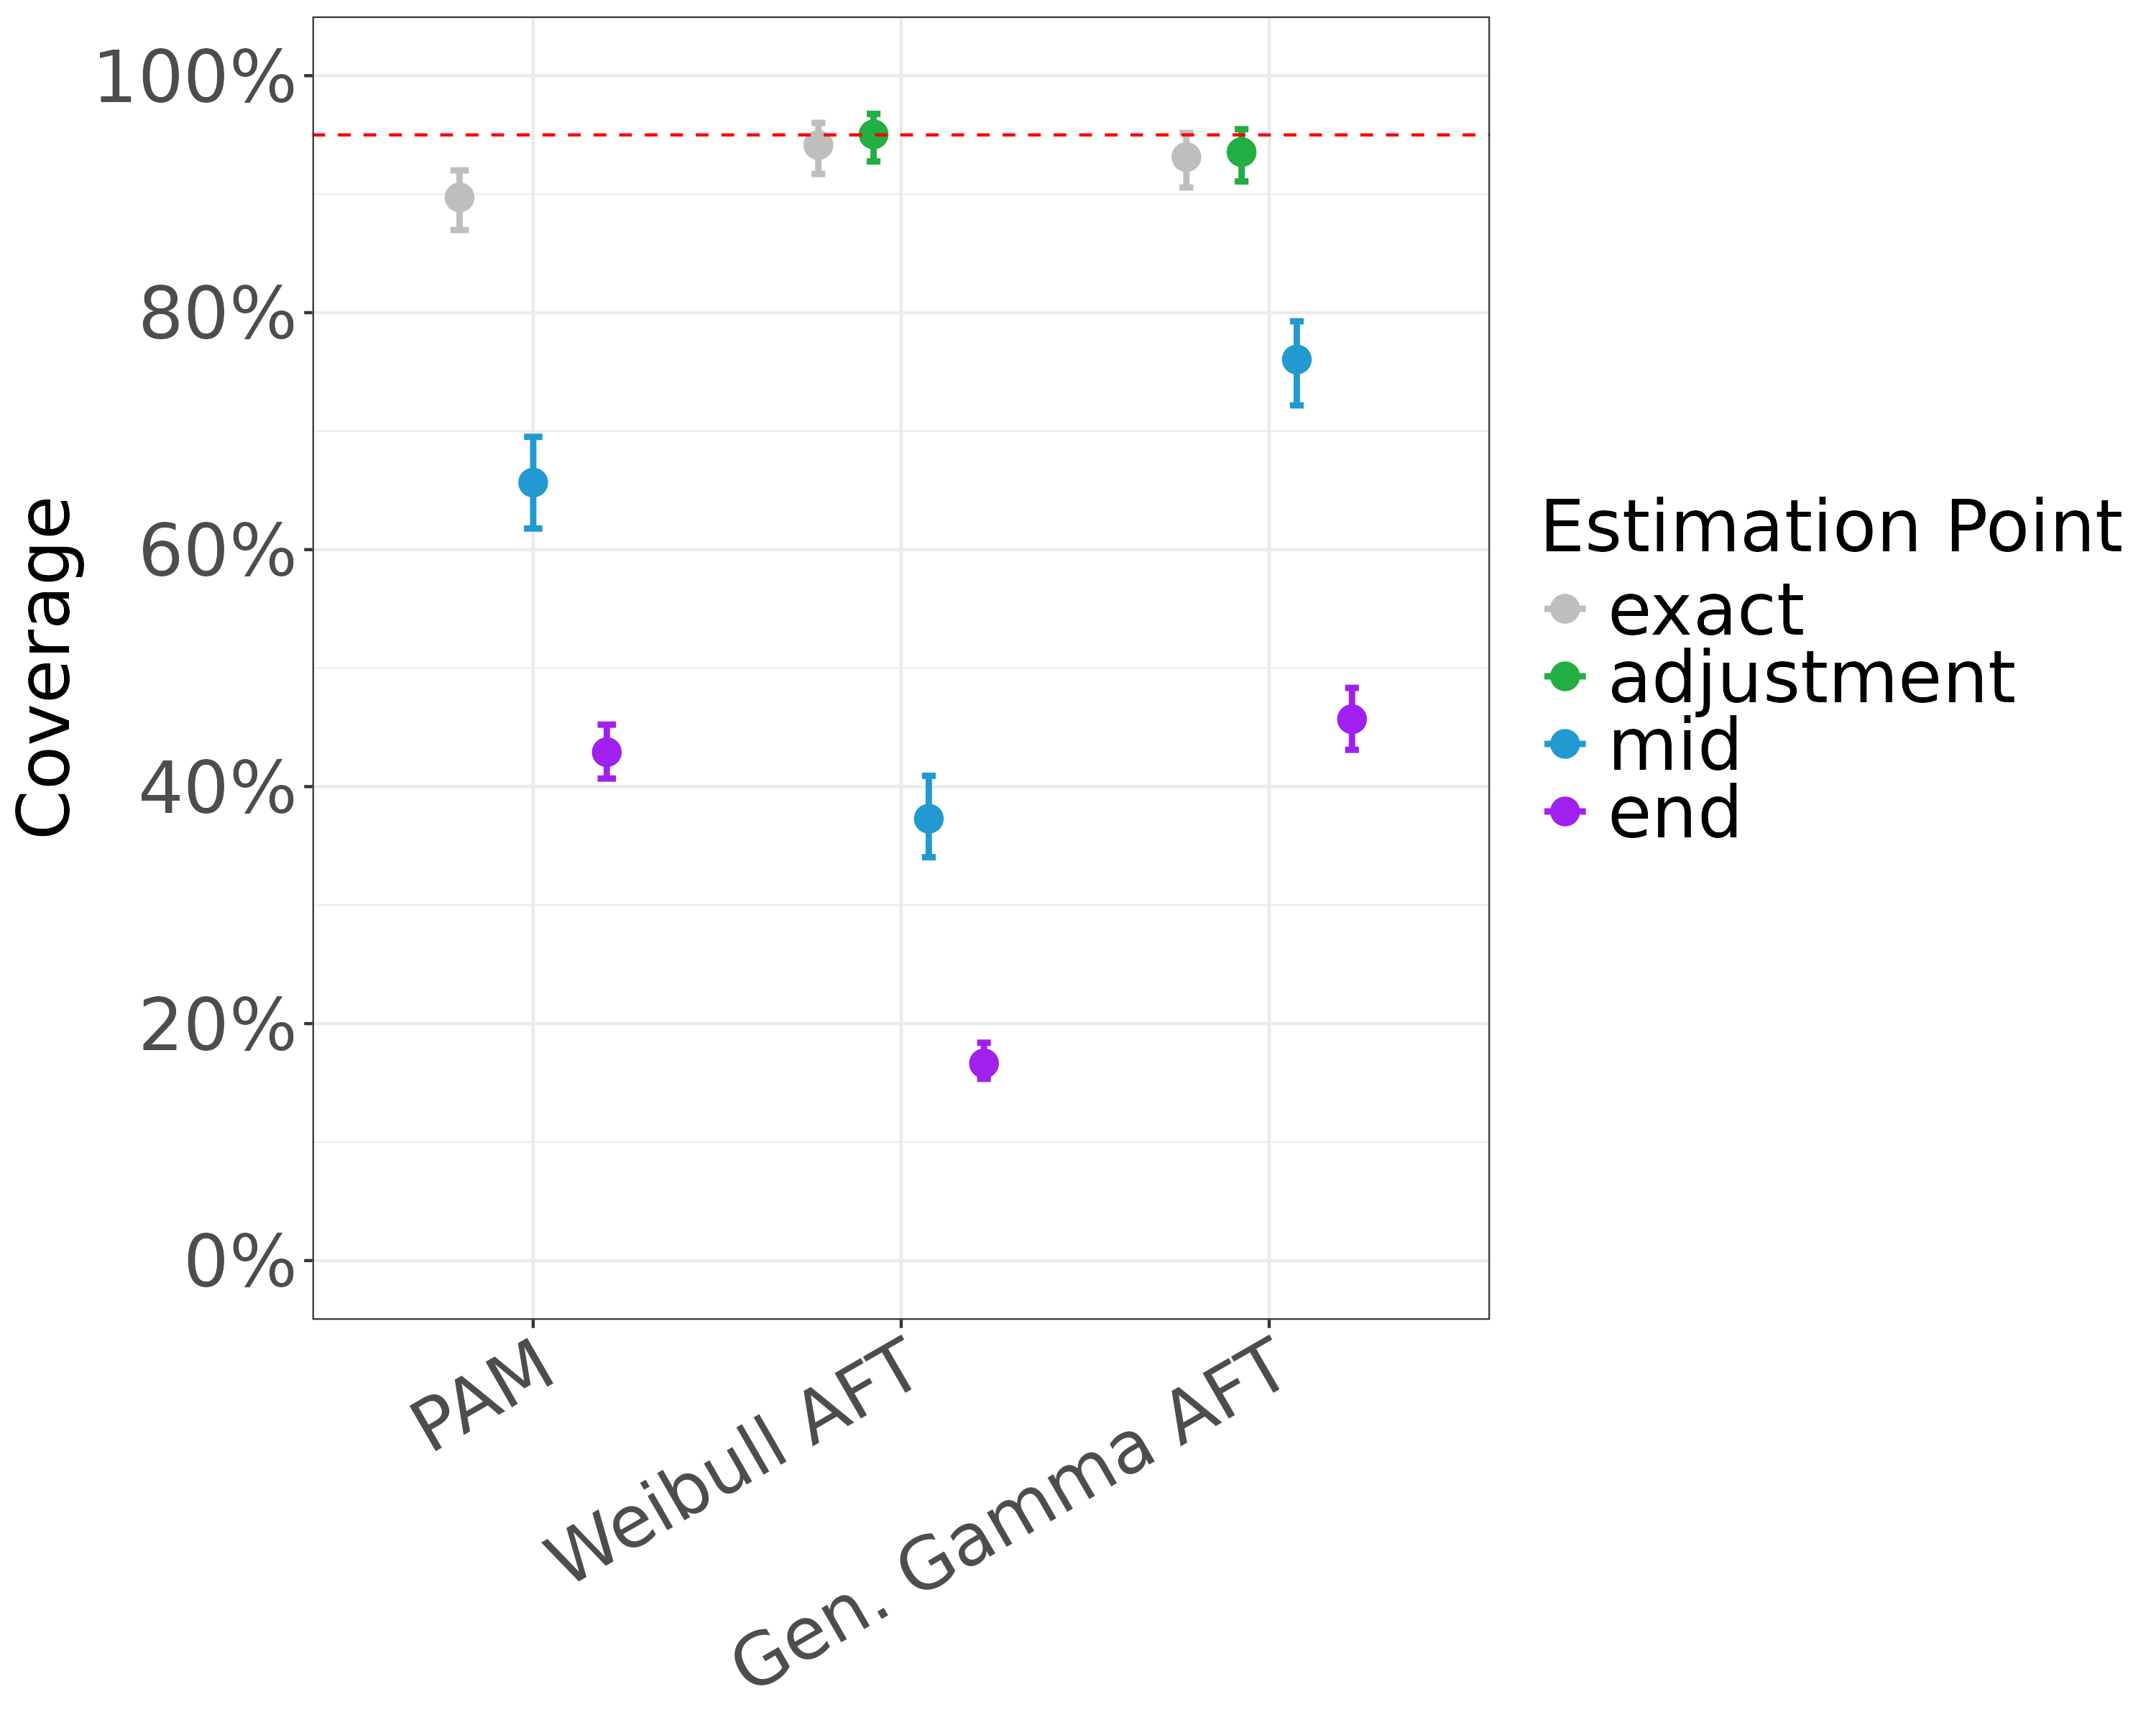 100%
80%
60%
40%
20%
0%
Coverage
PAM
Weibull AFT
Gen. Gamma AFT
Estimation Point
exact
adjustment
mid
end